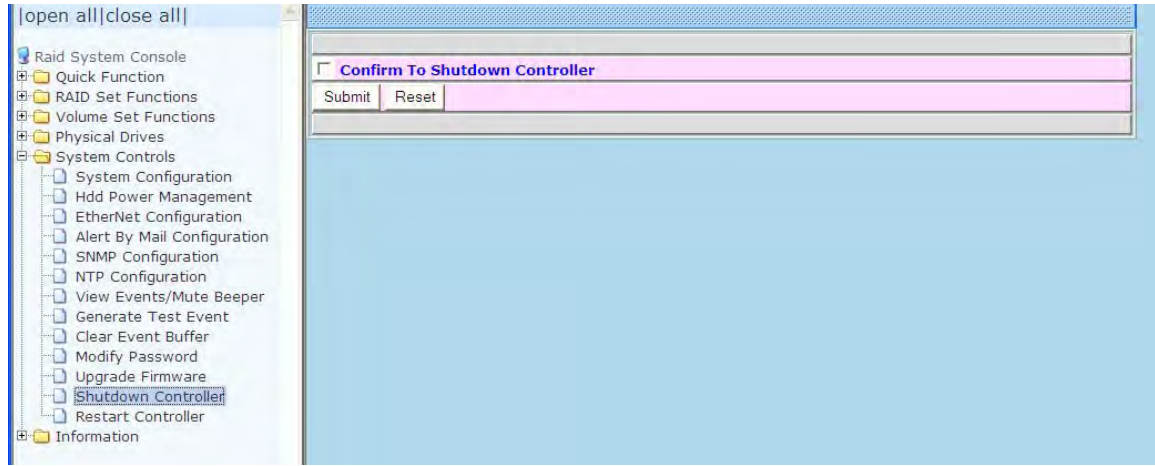 |open all|close all|
Raid System Console
Quick Function
RAID Set Functions
Volume Set Functions
Physical Drives
System Controls
System Configuration
Hdd Power Management
EtherNet Configuration
Alert By Mail Configuration
SNMP Configuration
NTP Configuration
View Events/Mute Beeper
Generate Test Event
Clear Event Buffer
Modify Password
Upgrade Firmware
Shutdown Controller
Restart Controller
Information
Confirm To Shutdown Controller
Submit Reset